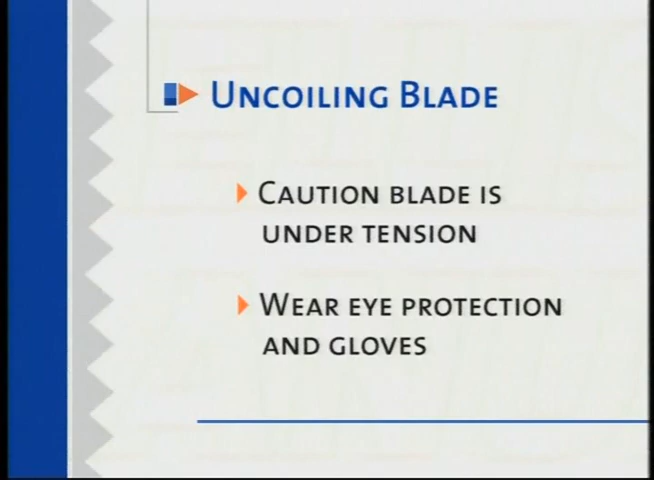 Uncoiling Blade
Caution blade is
under tension
Wear eye protection
and gloves